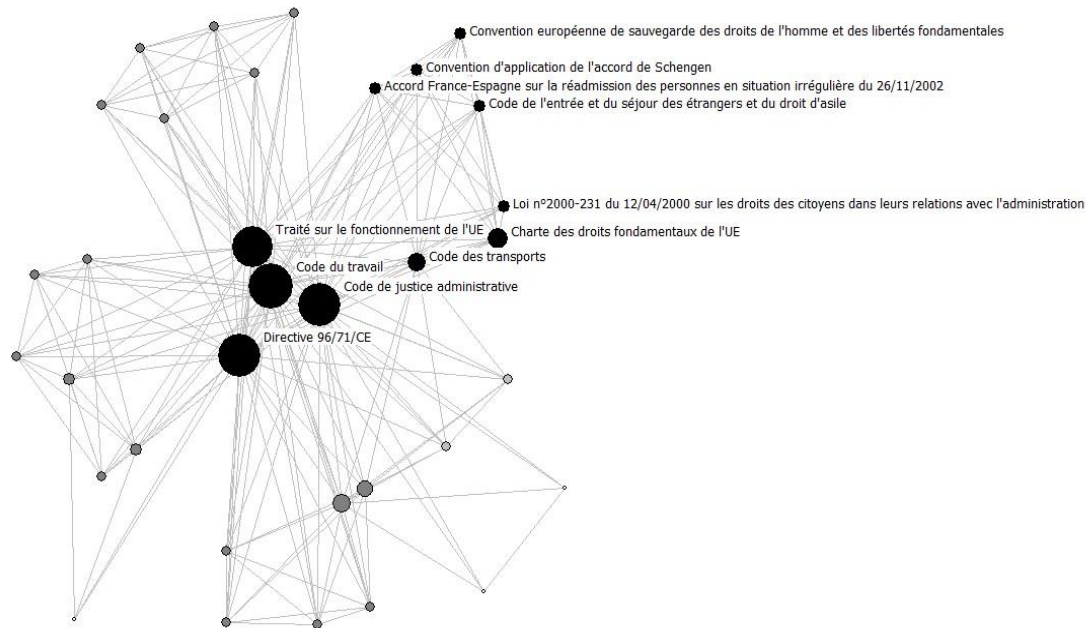 Convention européenne de sauvegarde des droits de l'homme et des libertés fondamentales
Convention d'application de l'accord de Schengen
Accord France-Espagne sur la réadmission des personnes en situation irrégulière du 26/11/2002
Code de l'entrée et du séjour des étrangers et du droit d'asile
Loi n°2000-231 du 12/04/2000 sur les droits des citoyens dans leurs relations avec l'administration
Traité sur le fonctionnement de l'UE
Charte des droits fondamentaux de l'UE
Code des transports
Code du travail
Code de justice administrative
Directive 96/71/CE